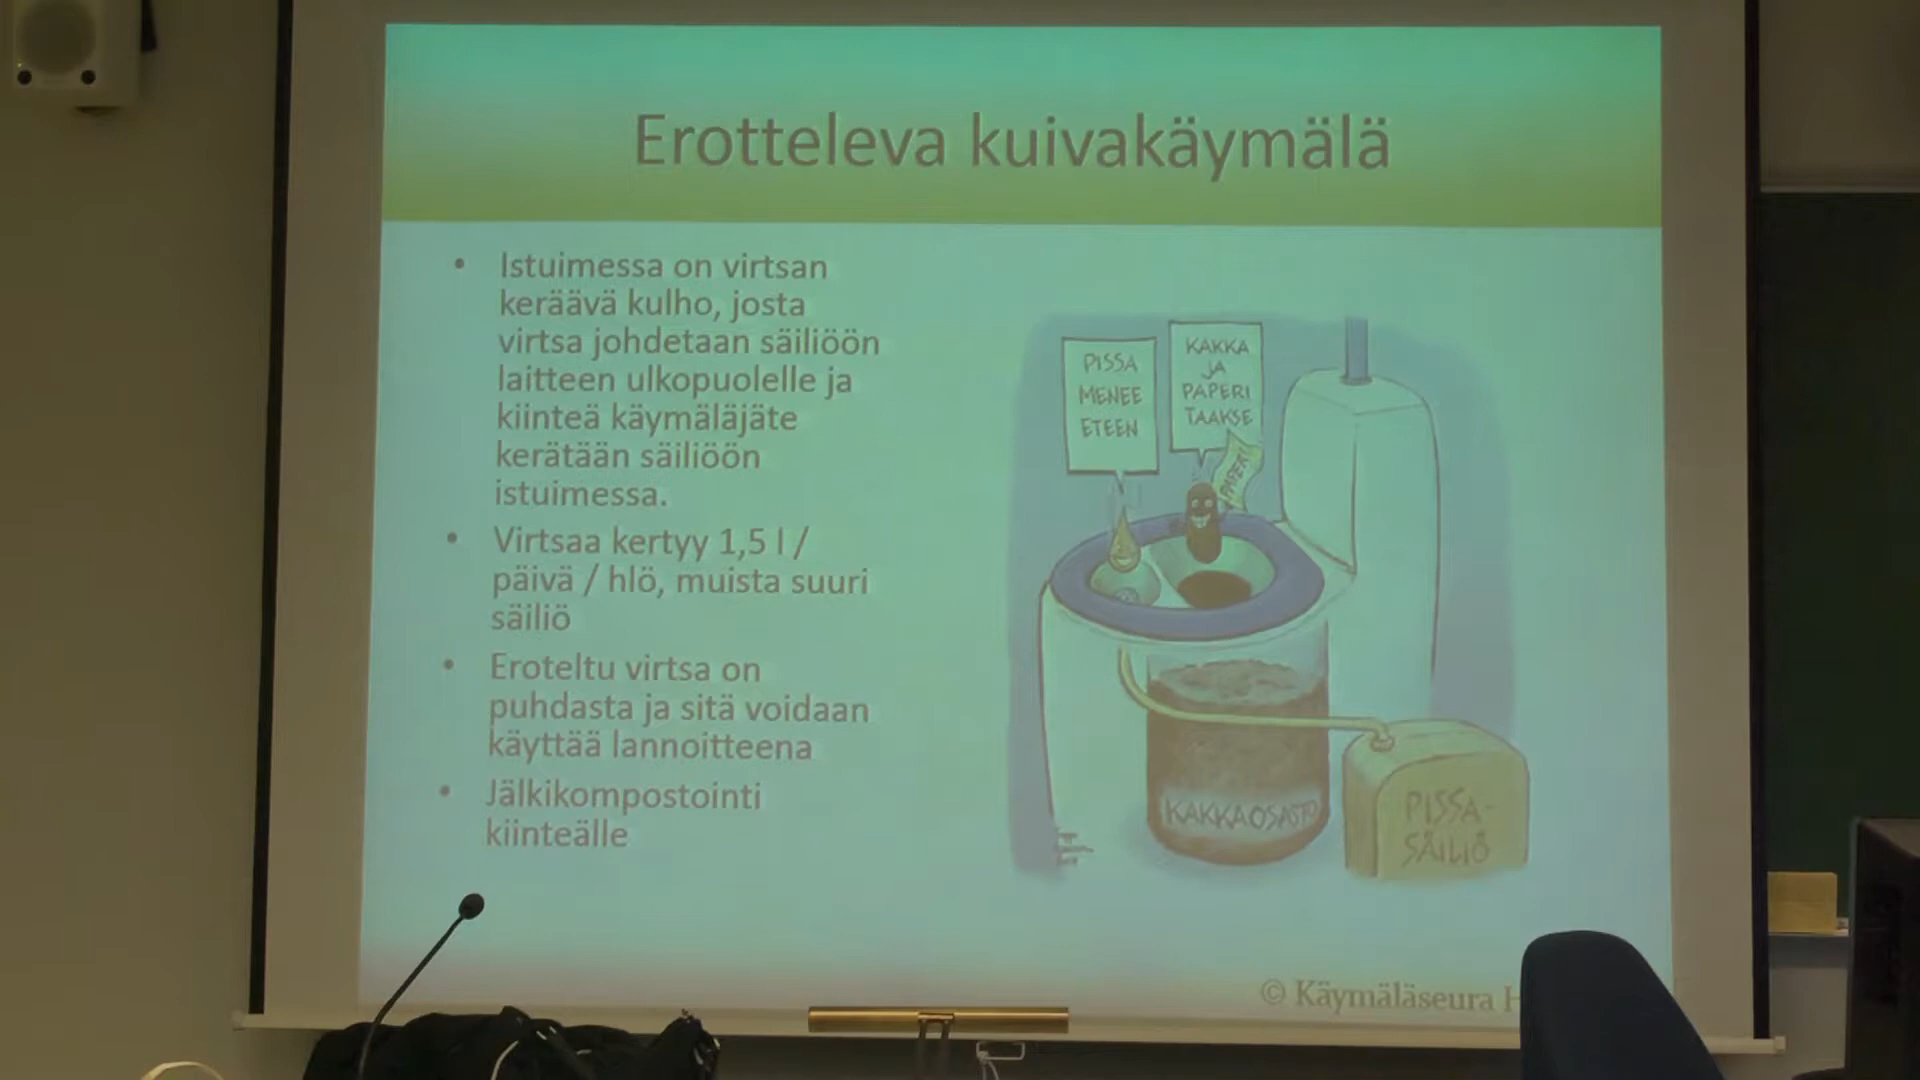 Erotteleva kuivakäymälä
• Istuimessa on virtsan
keräävä kulho, josta
virtsa johdetaan säiliöön
laitteen ulkopuolelle ja
kiinteä käymäläjäte
kerätään säiliöön
istuimessa.
• Virtsaa kertyy 1,5 l /
päivä / hlö, muista suuri
säiliö
• Eroteltu virtsa on
puhdasta ja sitä voidaan
käyttää lannoitteena
• Jälkikompostointi
kiinteälle
PISSA
MENEE
ETEEN
KAKKA
JA
PAPERI
TAAKSE
PAPERI
KAKKAOSASTO
PISSA-
SÄILIÖ
© Käymäläseura H